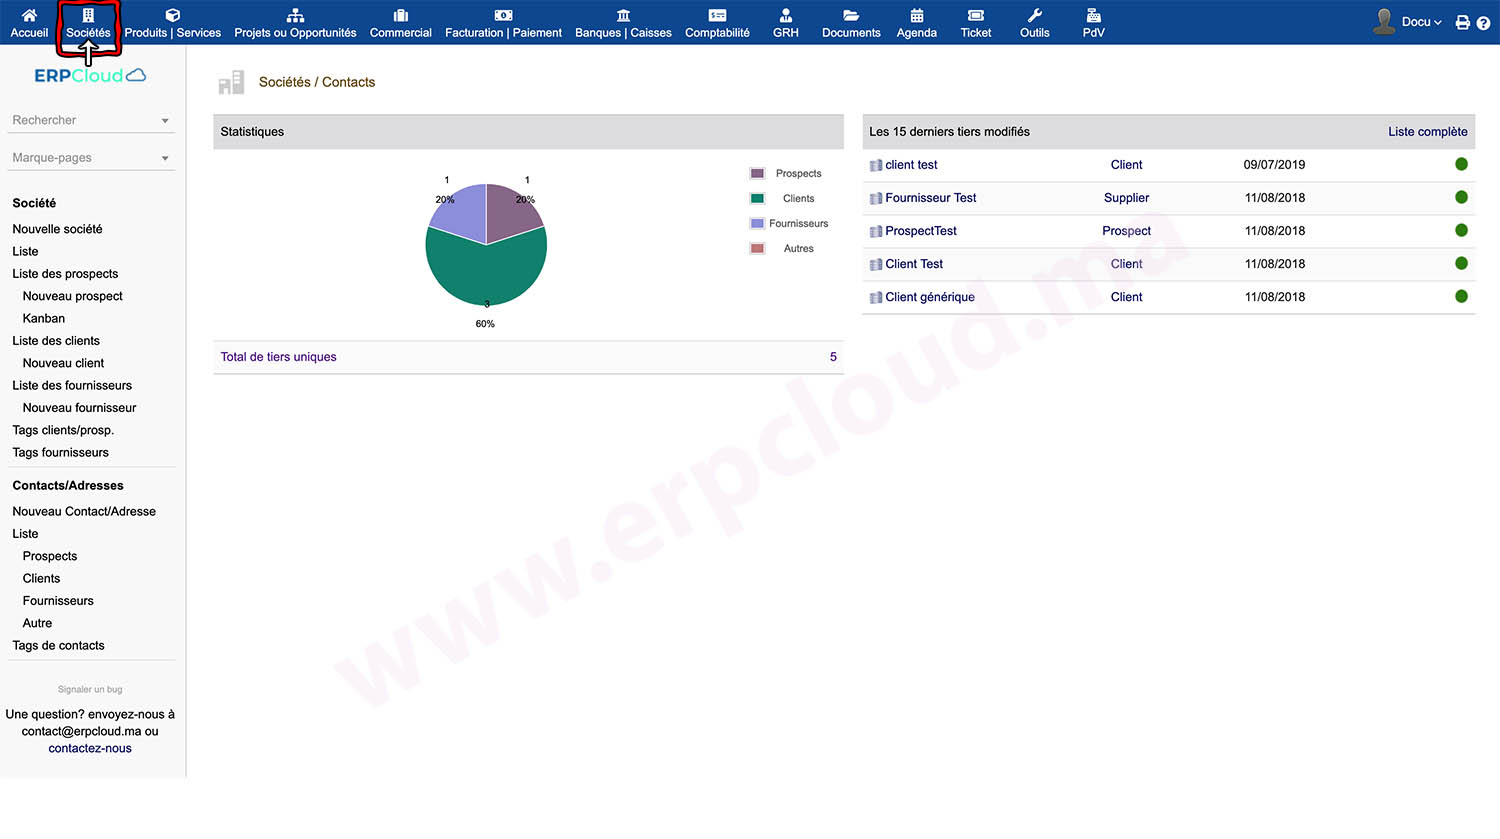 Accueil Sociétés Produits | Services Projets ou Opportunités Commercial Facturation | Paiement Banques | Caisses Comptabilité GRH Documents Agenda Ticket Outils PdV Docu
ERPCloud
Rechercher
Marque-pages
Société
Nouvelle société
Liste
Liste des prospects
Nouveau prospect
Kanban
Liste des clients
Nouveau client
Liste des fournisseurs
Nouveau fournisseur
Tags clients/prosp.
Tags fournisseurs
Contacts/Adresses
Nouveau Contact/Adresse
Liste
Prospects
Clients
Fournisseurs
Autre
Tags de contacts
Signaler un bug
Une question? envoyez-nous à
contact@erpcloud.ma ou
contactez-nous
Sociétés / Contacts
Statistiques
1 1
20% 20%
3
60%
Prospects
Clients
Fournisseurs
Autres
Total de tiers uniques 5
Les 15 derniers tiers modifiés Liste complète
client test Client 09/07/2019
Fournisseur Test Supplier 11/08/2018
ProspectTest Prospect 11/08/2018
Client Test Client 11/08/2018
Client générique Client 11/08/2018
www.erpcloud.ma